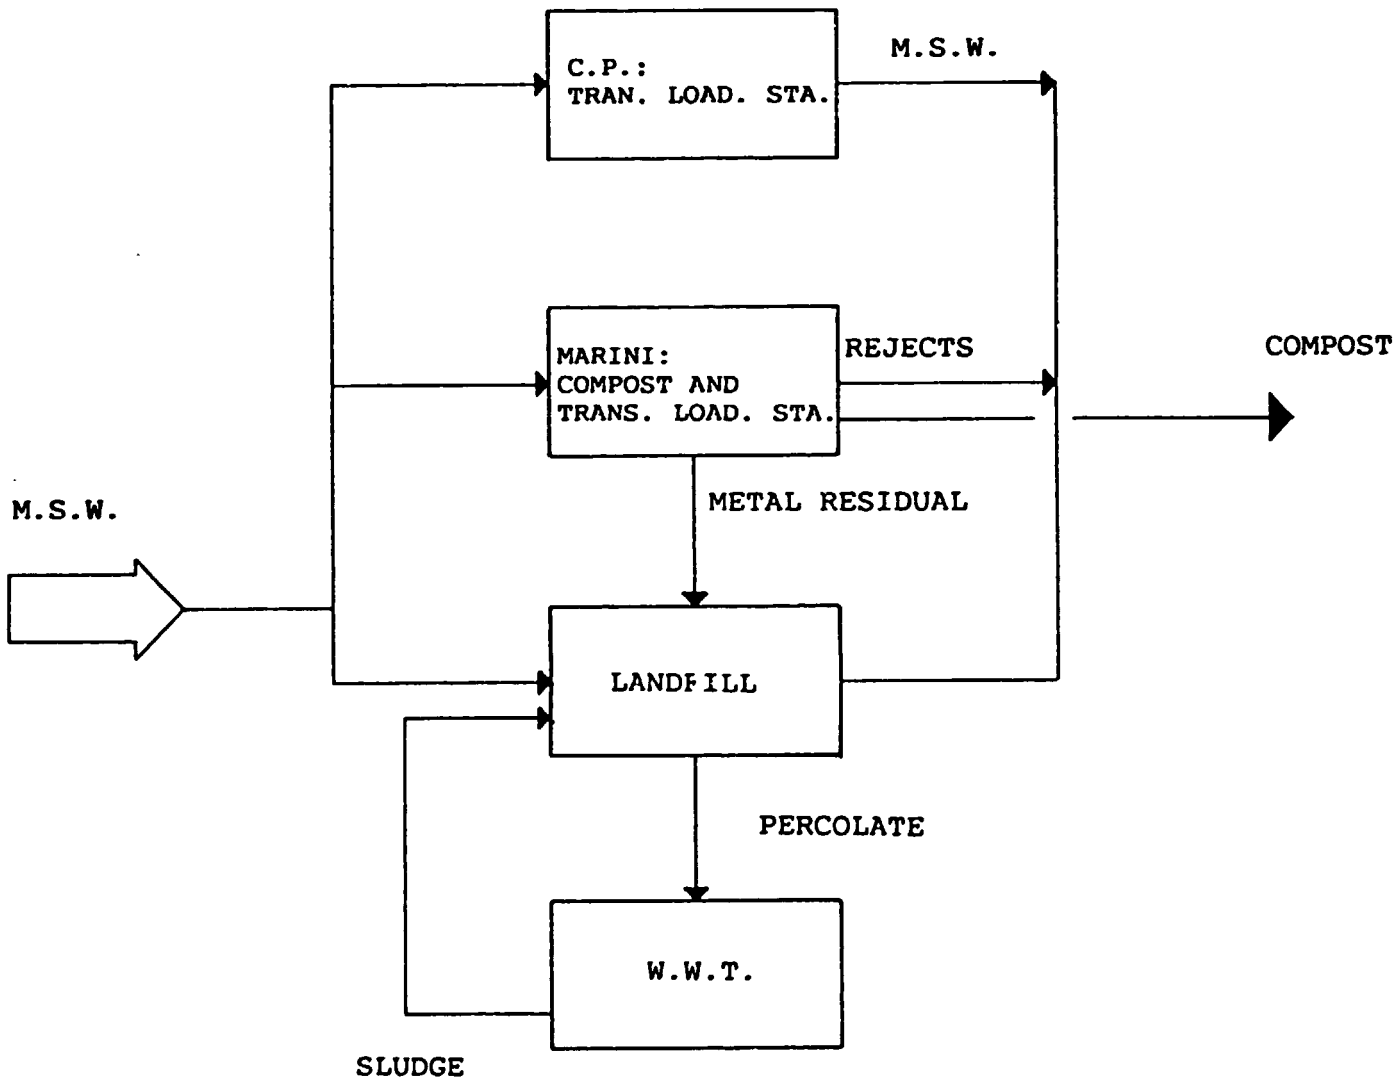 M.S.W.
C.P.:
TRAN. LOAD. STA.
REJECTS
COMPOST
MARINI:
COMPOST AND
TRANS. LOAD. STA.
METAL RESIDUAL
M.S.W.
LANDFILL
PERCOLATE
W.W.T.
SLUDGE